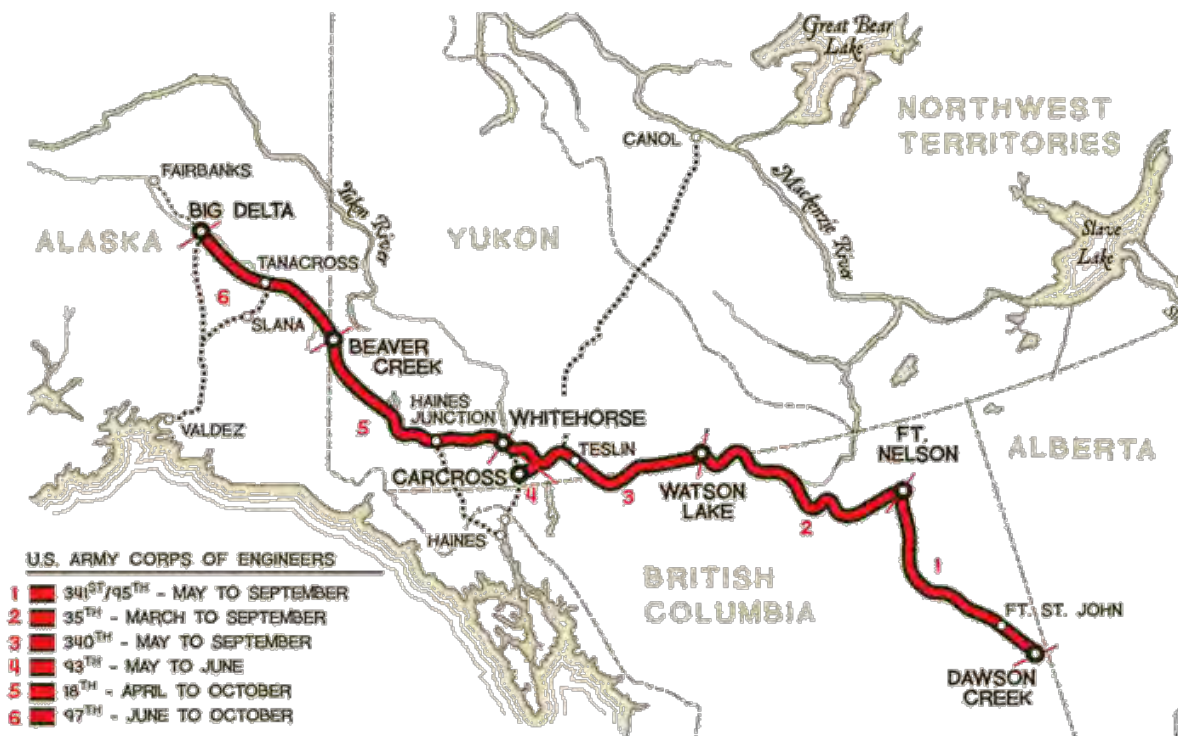 Great Bear
Lake
NORTHWEST
TERRITORIES
CANOL
Mackenzie River
FAIRBANKS
Yukon River
BIG DELTA
ALASKA
YUKON
Slave
Lake
TANACROSS
6
SLANA
BEAVER
CREEK
HAINES
JUNCTION
WHITEHORSE
5
VALDEZ
TESLIN
FT.
NELSON
ALBERTA
CARCROSS
4
3
WATSON
LAKE
2
HAINES
1
BRITISH
COLUMBIA
FT. ST. JOHN
DAWSON
CREEK
U.S. ARMY CORPS OF ENGINEERS
1 341ST/95TH - MAY TO SEPTEMBER
2 35TH - MARCH TO SEPTEMBER
3 340TH - MAY TO SEPTEMBER
4 93TH - MAY TO JUNE
5 18TH - APRIL TO OCTOBER
6 97TH - JUNE TO OCTOBER